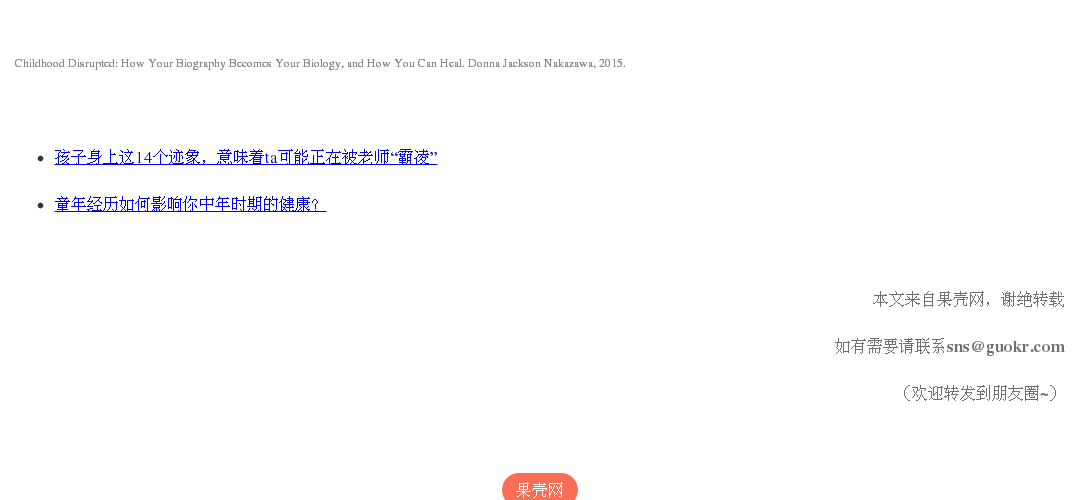 Childhood Disrupted: How Your Biography Becomes Your Biology, and How You Can Heal. Donna Jackson Nakazawa, 2015.
孩子身上这14个迹象，意味着ta可能正在被老师“霸凌”
童年经历如何影响你中年时期的健康？
本文来自果壳网，谢绝转载
如有需要请联系sns@guokr.com
（欢迎转发到朋友圈~）
果壳网